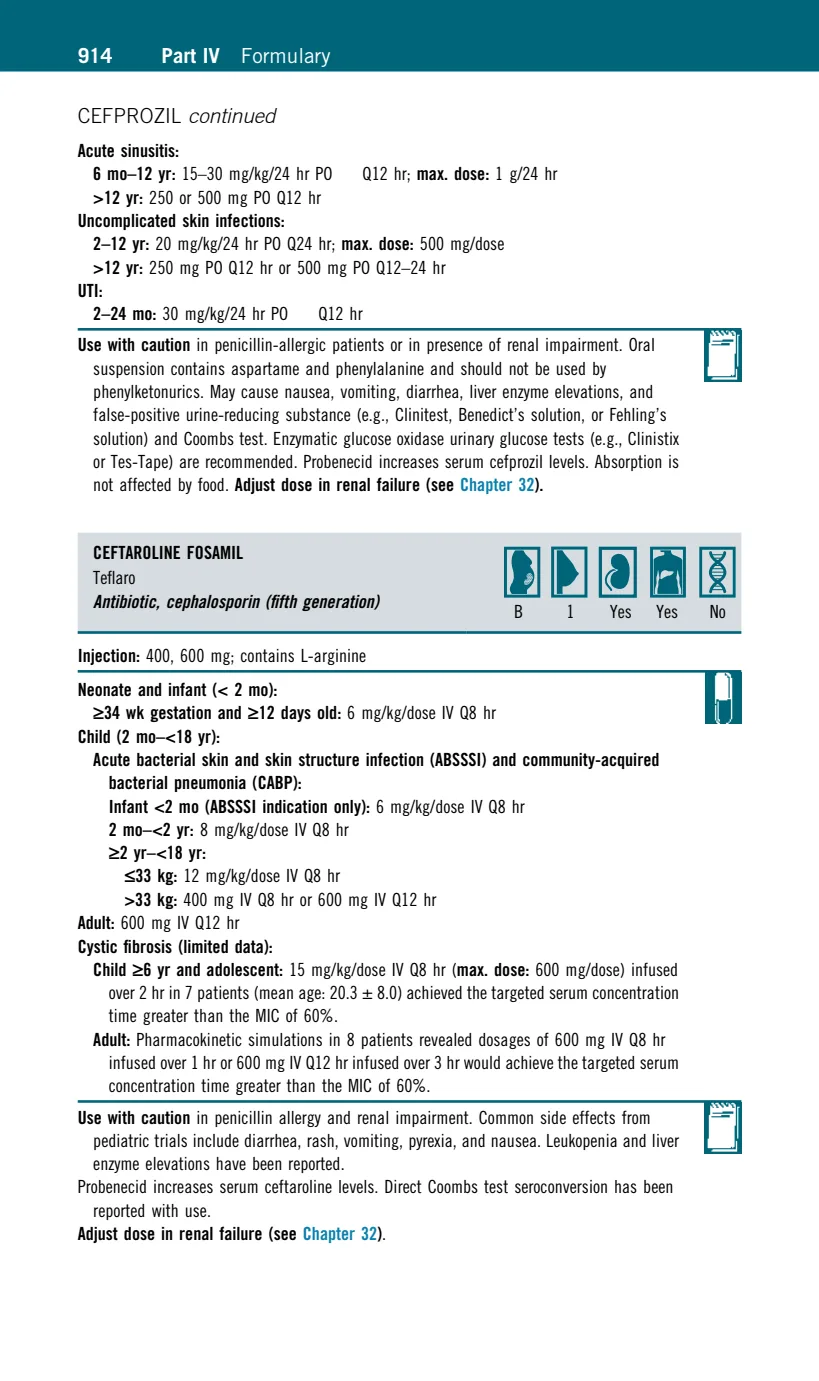 914 Part IV Formulary
CEFPROZIL continued
Acute sinusitis:
6 mo–12 yr: 15–30 mg/kg/24 hr PO Q12 hr; max. dose: 1 g/24 hr
>12 yr: 250 or 500 mg PO Q12 hr
Uncomplicated skin infections:
2–12 yr: 20 mg/kg/24 hr PO Q24 hr; max. dose: 500 mg/dose
>12 yr: 250 mg PO Q12 hr or 500 mg PO Q12–24 hr
UTI:
2–24 mo: 30 mg/kg/24 hr PO Q12 hr
Use with caution in penicillin-allergic patients or in presence of renal impairment. Oral
suspension contains aspartame and phenylalanine and should not be used by
phenylketonurics. May cause nausea, vomiting, diarrhea, liver enzyme elevations, and
false-positive urine-reducing substance (e.g., Clinitest, Benedict's solution, or Fehling's
solution) and Coombs test. Enzymatic glucose oxidase urinary glucose tests (e.g., Clinistix
or Tes-Tape) are recommended. Probenecid increases serum cefprozil levels. Absorption is
not affected by food. Adjust dose in renal failure (see Chapter 32).
CEFTAROLINE FOSAMIL
Teflaro
Antibiotic, cephalosporin (fifth generation)
B 1 Yes Yes No
Injection: 400, 600 mg; contains L-arginine
Neonate and infant (< 2 mo):
≥34 wk gestation and ≥12 days old: 6 mg/kg/dose IV Q8 hr
Child (2 mo–<18 yr):
Acute bacterial skin and skin structure infection (ABSSSI) and community-acquired
bacterial pneumonia (CABP):
Infant <2 mo (ABSSSI indication only): 6 mg/kg/dose IV Q8 hr
2 mo–<2 yr: 8 mg/kg/dose IV Q8 hr
≥2 yr–<18 yr:
≤33 kg: 12 mg/kg/dose IV Q8 hr
>33 kg: 400 mg IV Q8 hr or 600 mg IV Q12 hr
Adult: 600 mg IV Q12 hr
Cystic fibrosis (limited data):
Child ≥6 yr and adolescent: 15 mg/kg/dose IV Q8 hr (max. dose: 600 mg/dose) infused
over 2 hr in 7 patients (mean age: 20.3 ± 8.0) achieved the targeted serum concentration
time greater than the MIC of 60%.
Adult: Pharmacokinetic simulations in 8 patients revealed dosages of 600 mg IV Q8 hr
infused over 1 hr or 600 mg IV Q12 hr infused over 3 hr would achieve the targeted serum
concentration time greater than the MIC of 60%.
Use with caution in penicillin allergy and renal impairment. Common side effects from
pediatric trials include diarrhea, rash, vomiting, pyrexia, and nausea. Leukopenia and liver
enzyme elevations have been reported.
Probenecid increases serum ceftaroline levels. Direct Coombs test seroconversion has been
reported with use.
Adjust dose in renal failure (see Chapter 32).